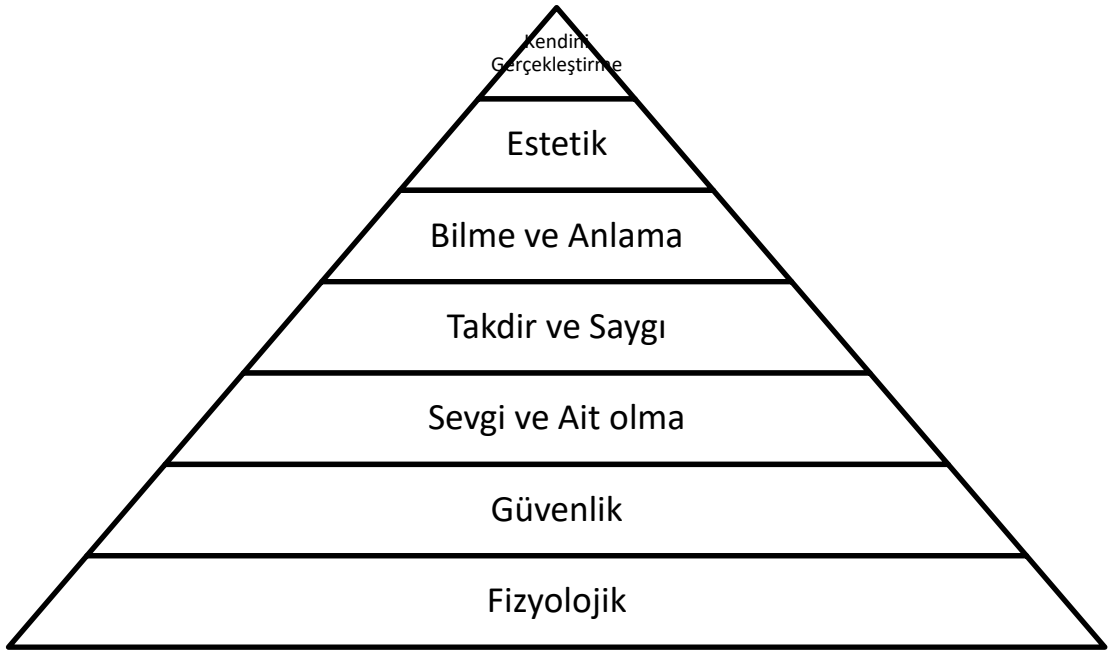 Kendini
Gerçekleştirme
Estetik
Bilme ve Anlama
Takdir ve Saygı
Sevgi ve Ait olma
Güvenlik
Fizyolojik